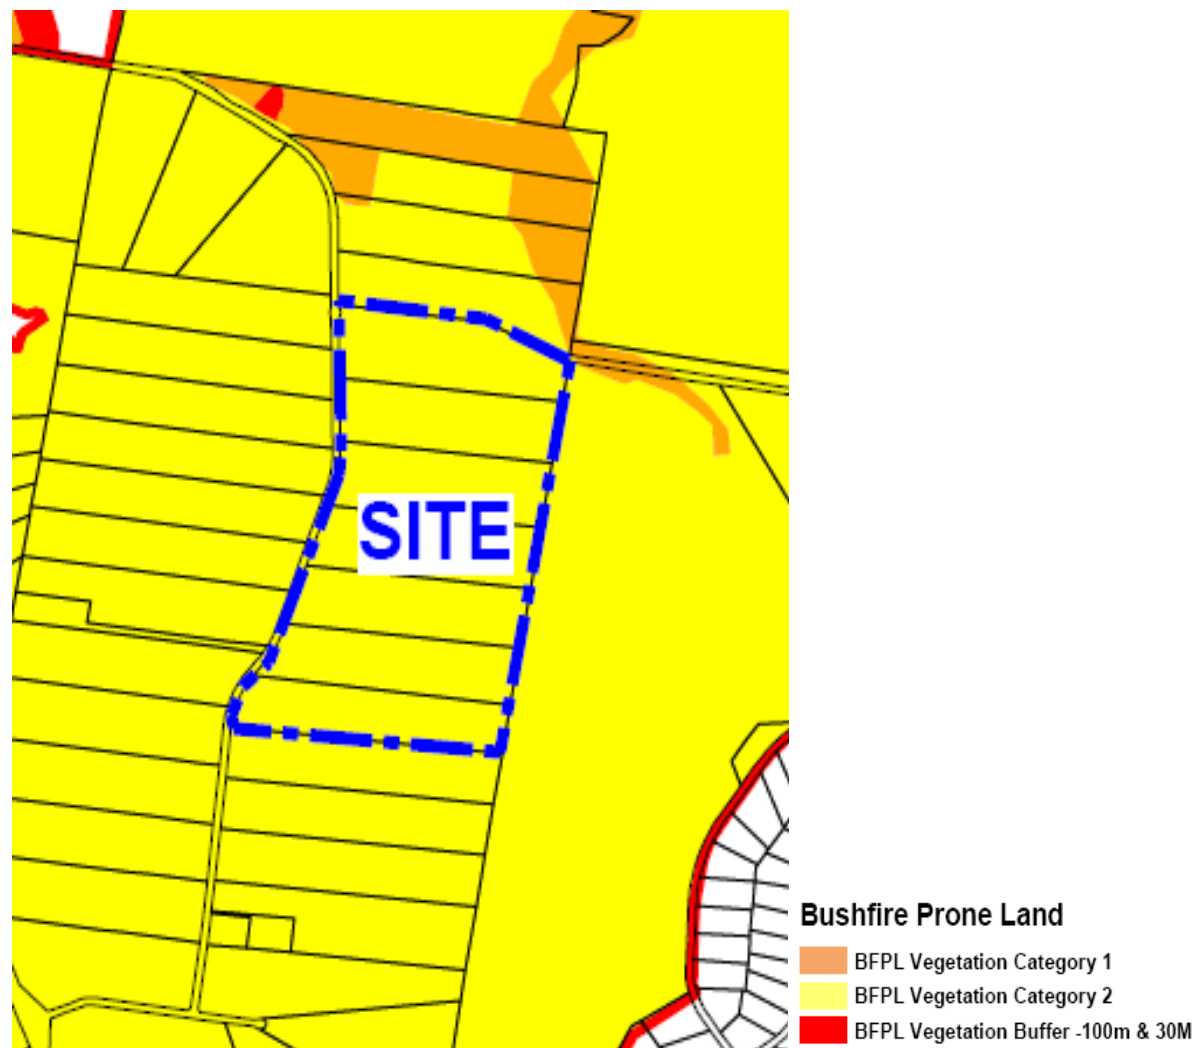 SITE
Bushfire Prone Land
BFPL Vegetation Category 1
BFPL Vegetation Category 2
BFPL Vegetation Buffer -100m & 30M